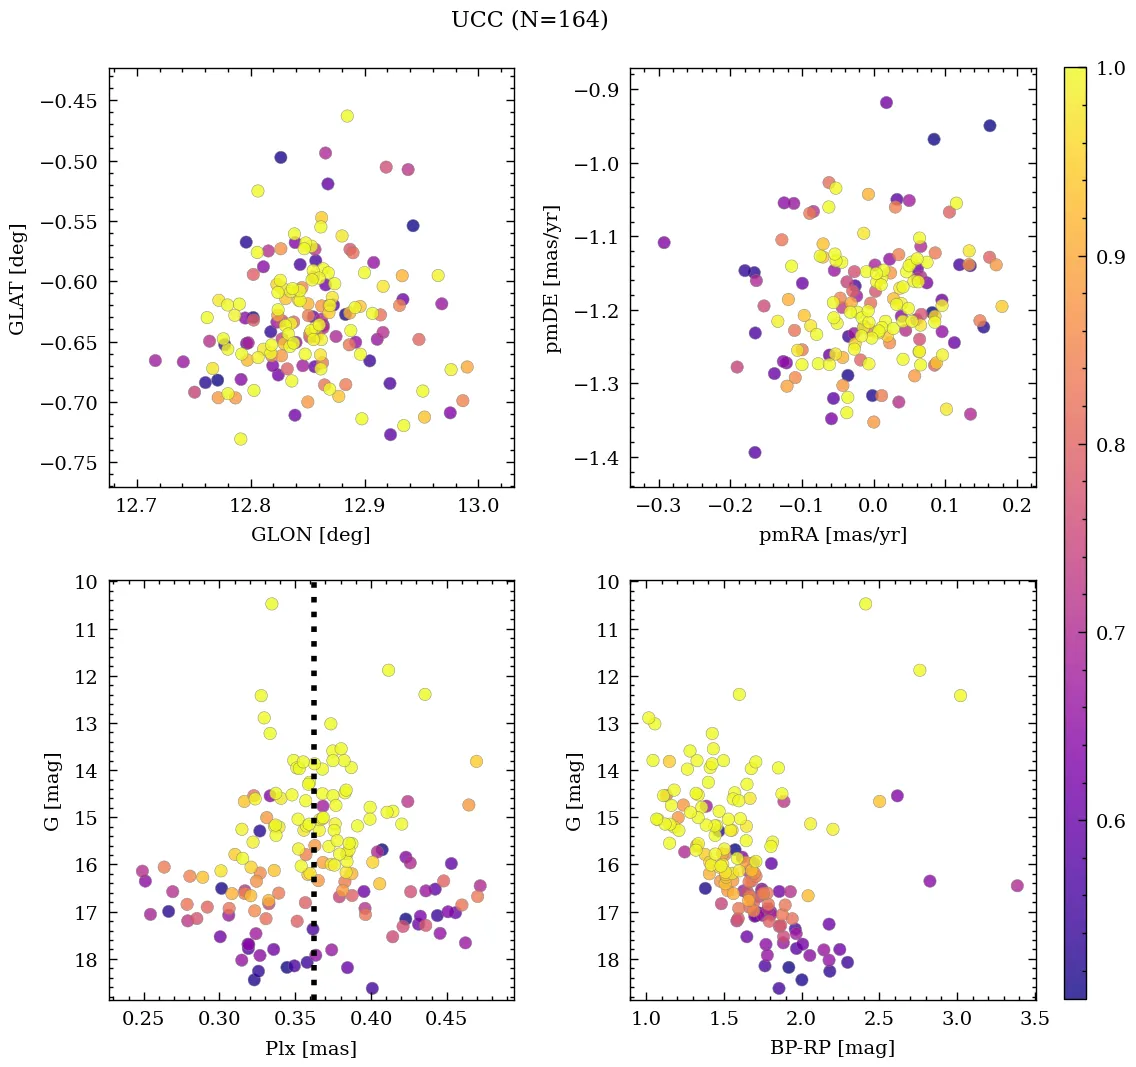 UCC (N=164)
−0.45
−0.50
−0.55
−0.60
−0.65
−0.70
−0.75
GLAT [deg]
12.7 12.8 12.9 13.0
GLON [deg]
−0.9
−1.0
−1.1
−1.2
−1.3
−1.4
pmDE [mas/yr]
−0.3 −0.2 −0.1 0.0 0.1 0.2
pmRA [mas/yr]
1.0
0.9
0.8
0.7
0.6
10
11
12
13
14
15
16
17
18
G [mag]
0.25 0.30 0.35 0.40 0.45
Plx [mas]
10
11
12
13
14
15
16
17
18
G [mag]
1.0 1.5 2.0 2.5 3.0 3.5
BP-RP [mag]